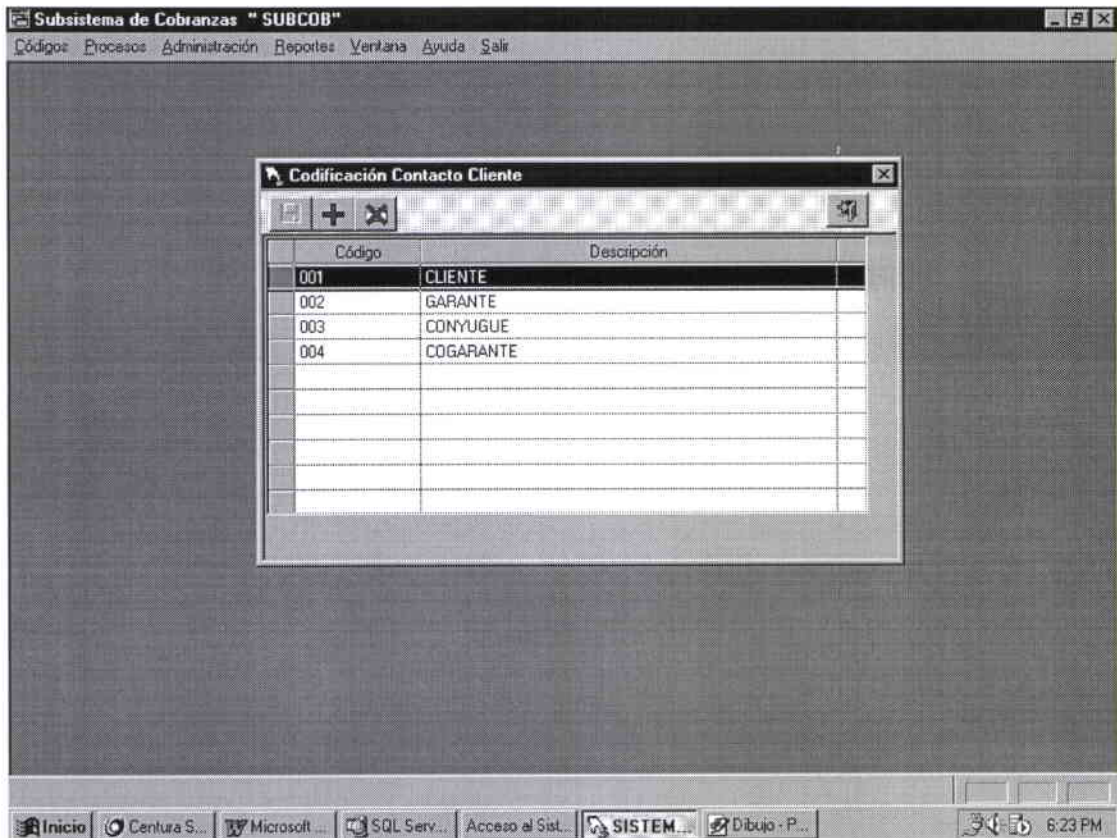 Subsistema de Cobranzas " SUBCOB"
Códigos Procesos Administración Reportes Ventana Ayuda Salir
Codificación Contacto Cliente
Código Descripción
001 CLIENTE
002 GARANTE
003 CONYUGUE
004 COGARANTE
Inicio Centura S... Microsoft ... SQL Serv... Acceso al Sist... SISTEM... Dibujo - P... 6:23 PM